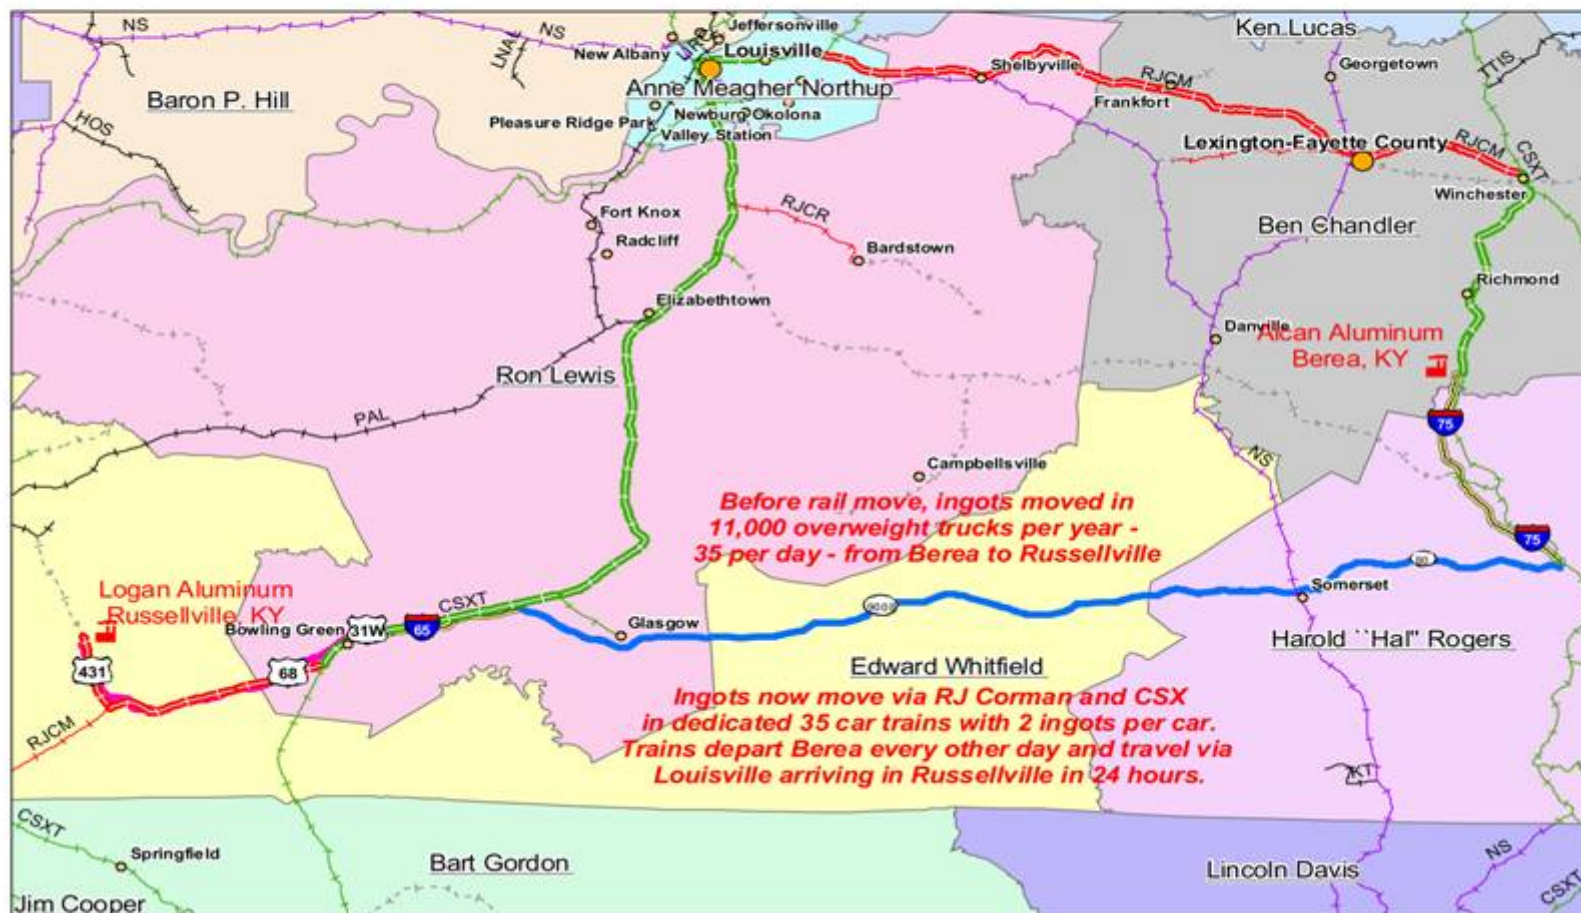 NS
NS
LNAL
New Albany
Jeffersonville
Louisville
Ken Lucas
Georgetown
TTIS
Baron P. Hill
Anne Meagher Northup
Shelbyville
RJCM
Frankfort
HOS
Pleasure Ridge Park
Newburg
Okolona
Valley Station
Lexington-Fayette County
RJCM
CSXT
Winchester
Fort Knox
Radcliff
RJCR
Bardstown
Ben Chandler
Richmond
Elizabethtown
Danville
Alcan Aluminum
Berea, KY
Ron Lewis
PAL
75
Campbellsville
NS
Before rail move, ingots moved in
11,000 overweight trucks per year -
35 per day - from Berea to Russellville
75
80
Somerset
Logan Aluminum
Russellville, KY
CSXT
Bowling Green
31W
65
Glasgow
9008
Harold ``Hal'' Rogers
431
68
Edward Whitfield
RJCM
Ingots now move via RJ Corman and CSX
in dedicated 35 car trains with 2 ingots per car.
Trains depart Berea every other day and travel via
Louisville arriving in Russellville in 24 hours.
KT
CSXT
Springfield
Bart Gordon
Lincoln Davis
NS
CSXT
Jim Cooper